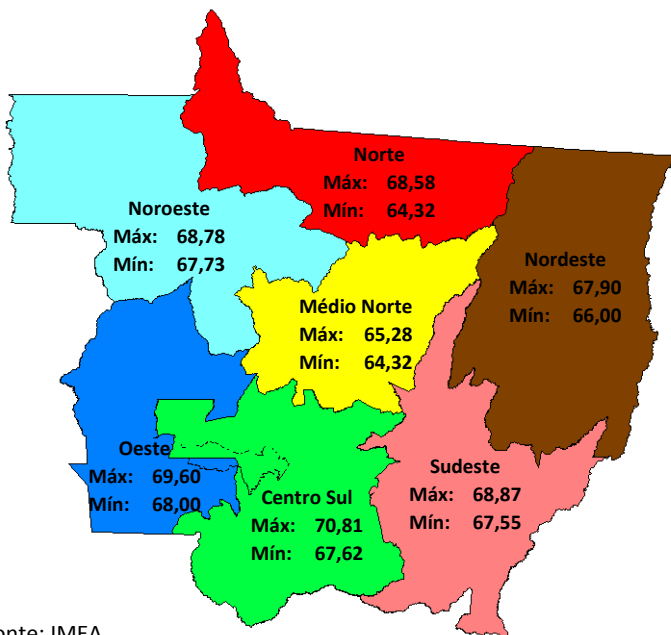 Norte
Máx: 68,58
Mín: 64,32
Noroeste
Máx: 68,78
Mín: 67,73
Nordeste
Máx: 67,90
Mín: 66,00
Médio Norte
Máx: 65,28
Mín: 64,32
Oeste
Máx: 69,60
Mín: 68,00
Centro Sul
Máx: 70,81
Mín: 67,62
Sudeste
Máx: 68,87
Mín: 67,55
onte: IMEA